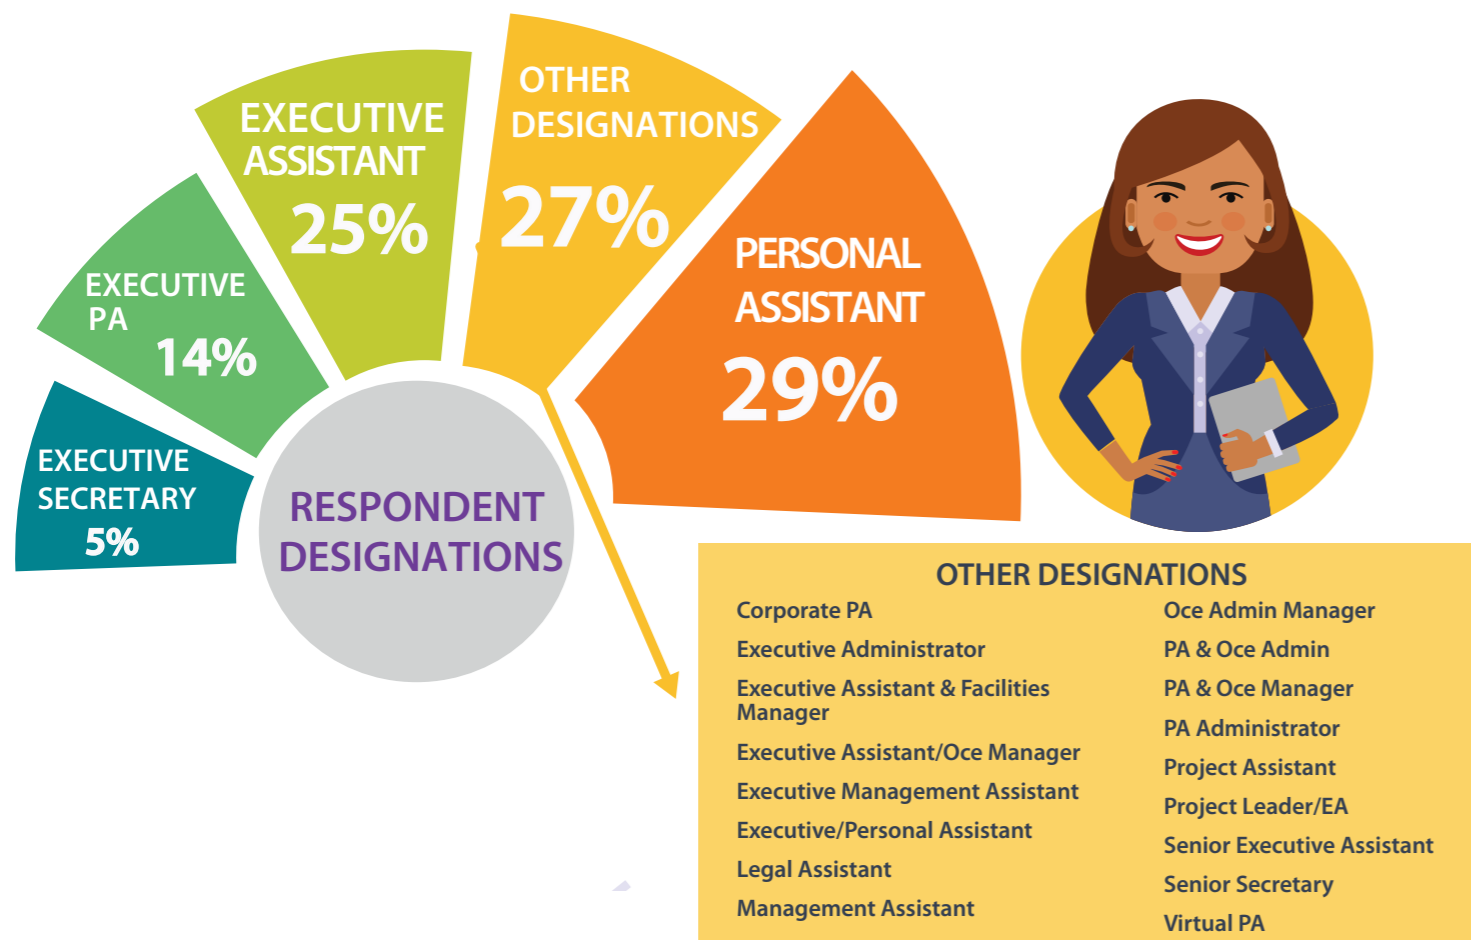 OTHER
DESIGNATIONS
27%
EXECUTIVE
ASSISTANT
25%
PERSONAL
ASSISTANT
29%
EXECUTIVE
PA
14%
EXECUTIVE
SECRETARY
5%
RESPONDENT
DESIGNATIONS
OTHER DESIGNATIONS
Corporate PA
Executive Administrator
Executive Assistant & Facilities
Manager
Executive Assistant/Oce Manager
Executive Management Assistant
Executive/Personal Assistant
Legal Assistant
Management Assistant
Oce Admin Manager
PA & Oce Admin
PA & Oce Manager
PA Administrator
Project Assistant
Project Leader/EA
Senior Executive Assistant
Senior Secretary
Virtual PA